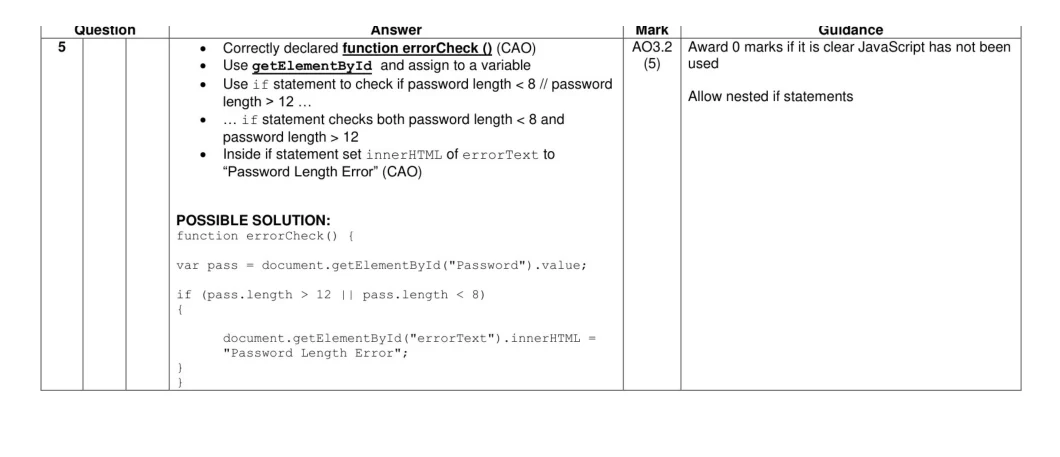 Question Answer Mark Guidance
5 • Correctly declared function errorCheck () (CAO) AO3.2 Award 0 marks if it is clear JavaScript has not been
• Use getElementById and assign to a variable (5) used
• Use if statement to check if password length < 8 // password
length > 12 … Allow nested if statements
• … if statement checks both password length < 8 and
password length > 12
• Inside if statement set innerHTML of errorText to
“Password Length Error” (CAO)
POSSIBLE SOLUTION:
function errorCheck() {
var pass = document.getElementById("Password").value;
if (pass.length > 12 || pass.length < 8)
{
document.getElementById("errorText").innerHTML =
"Password Length Error";
}
}